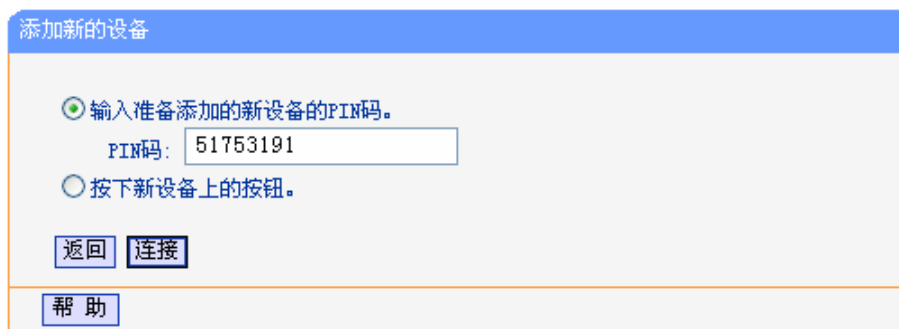 添加新的设备
输入准备添加的新设备的PIN码。
PIN码: 51753191
按下新设备上的按钮。
返回 连接
帮 助